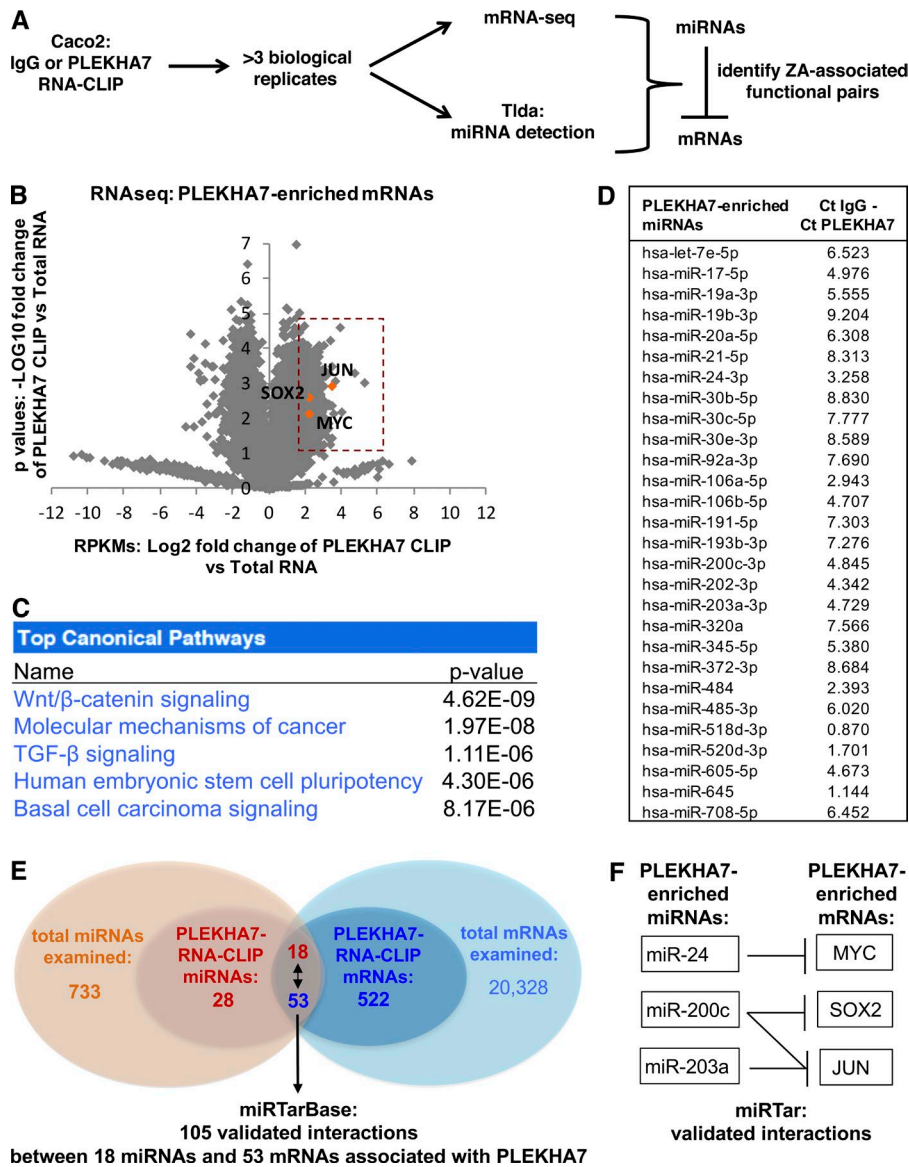 A
Caco2:
IgG or PLEKHA7
RNA-CLIP
>3 biological
replicates
mRNA-seq
Tlda:
miRNA detection
miRNAs
identify ZA-associated
functional pairs
mRNAs
B
RNAseq: PLEKHA7-enriched mRNAs
p values: -LOG10 fold change
of PLEKHA7 CLIP vs Total RNA
7
6
5
4
3
2
1
0
JUN
SOX2
MYC
-12 -10 -8 -6 -4 -2 0 2 4 6 8 10 12
RPKMs: Log2 fold change of PLEKHA7 CLIP
vs Total RNA
C
Top Canonical Pathways
Name p-value
Wnt/β-catenin signaling 4.62E-09
Molecular mechanisms of cancer 1.97E-08
TGF-β signaling 1.11E-06
Human embryonic stem cell pluripotency 4.30E-06
Basal cell carcinoma signaling 8.17E-06
D
PLEKHA7-enriched Ct IgG -
miRNAs Ct PLEKHA7
hsa-let-7e-5p 6.523
hsa-miR-17-5p 4.976
hsa-miR-19a-3p 5.555
hsa-miR-19b-3p 9.204
hsa-miR-20a-5p 6.308
hsa-miR-21-5p 8.313
hsa-miR-24-3p 3.258
hsa-miR-30b-5p 8.830
hsa-miR-30c-5p 7.777
hsa-miR-30e-3p 8.589
hsa-miR-92a-3p 7.690
hsa-miR-106a-5p 2.943
hsa-miR-106b-5p 4.707
hsa-miR-191-5p 7.303
hsa-miR-193b-3p 7.276
hsa-miR-200c-3p 4.845
hsa-miR-202-3p 4.342
hsa-miR-203a-3p 4.729
hsa-miR-320a 7.566
hsa-miR-345-5p 5.380
hsa-miR-372-3p 8.684
hsa-miR-484 2.393
hsa-miR-485-3p 6.020
hsa-miR-518d-3p 0.870
hsa-miR-520d-3p 1.701
hsa-miR-605-5p 4.673
hsa-miR-645 1.144
hsa-miR-708-5p 6.452
E
total miRNAs
examined:
733
PLEKHA7-
RNA-CLIP
miRNAs:
28
18
53
PLEKHA7-
RNA-CLIP
mRNAs:
522
total mRNAs
examined:
20,328
miRTarBase:
105 validated interactions
between 18 miRNAs and 53 mRNAs associated with PLEKHA7
F
PLEKHA7-
enriched
miRNAs:
PLEKHA7-
enriched
mRNAs:
miR-24 MYC
miR-200c SOX2
miR-203a JUN
miRTar:
validated interactions